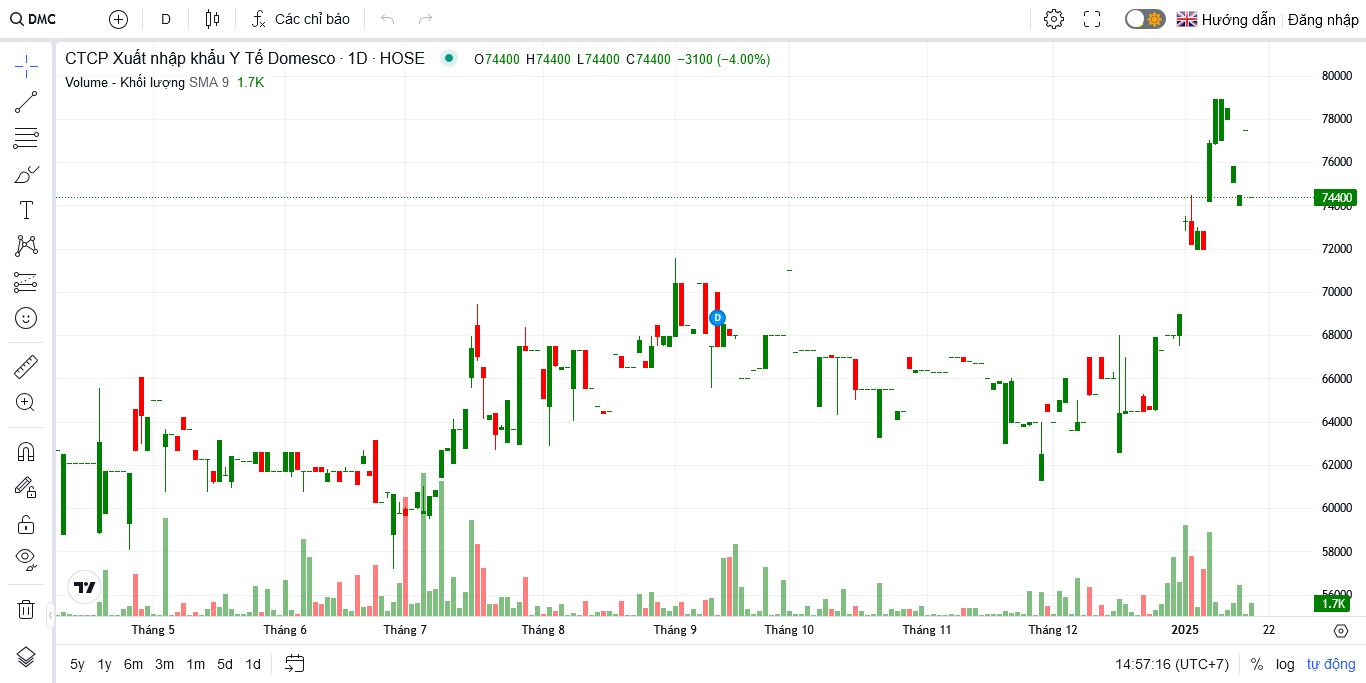 DMC D Các chỉ báo Hướng dẫn Đăng nhập
CTCP Xuất nhập khẩu Y Tế Domesco · 1D · HOSE O74400 H74400 L74400 C74400 −3100 (−4.00%)
Volume - Khối lượng SMA 9 1.7K
80000
78000
76000
74400
74000
72000
70000
D
68000
66000
64000
62000
60000
58000
56000
1.7K
Tháng 5 Tháng 6 Tháng 7 Tháng 8 Tháng 9 Tháng 10 Tháng 11 Tháng 12 2025 22
5y 1y 6m 3m 1m 5d 1d 14:57:16 (UTC+7) % log tự động